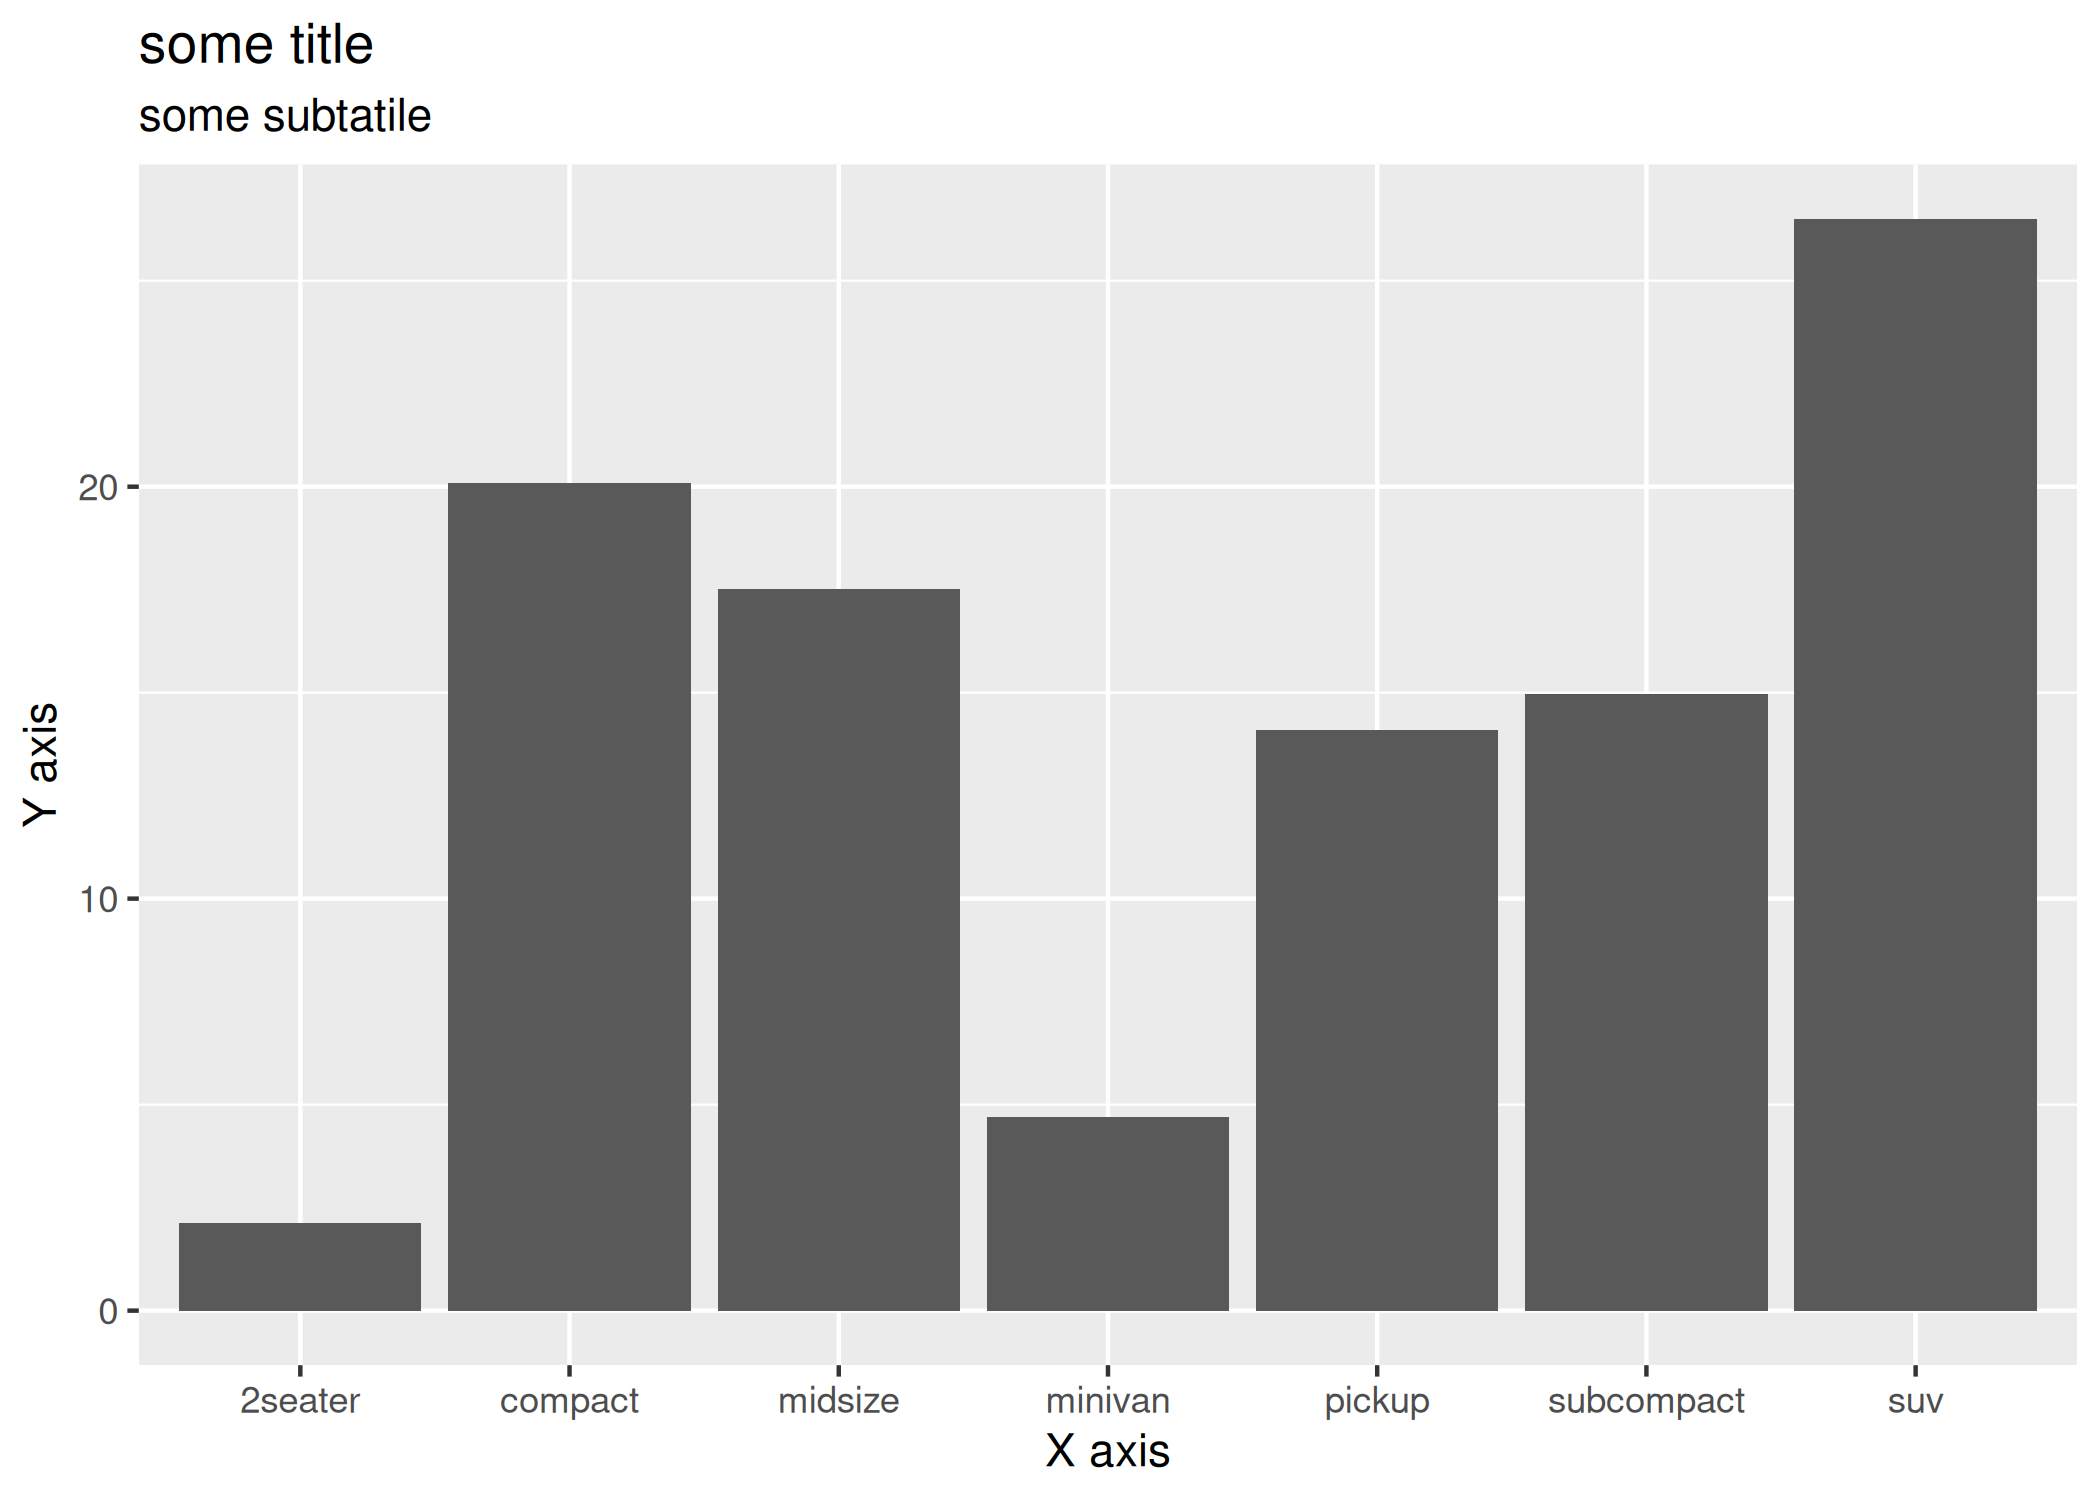 some title
some subtatile
Y axis
20
10
0
2seater compact midsize minivan pickup subcompact suv
X axis